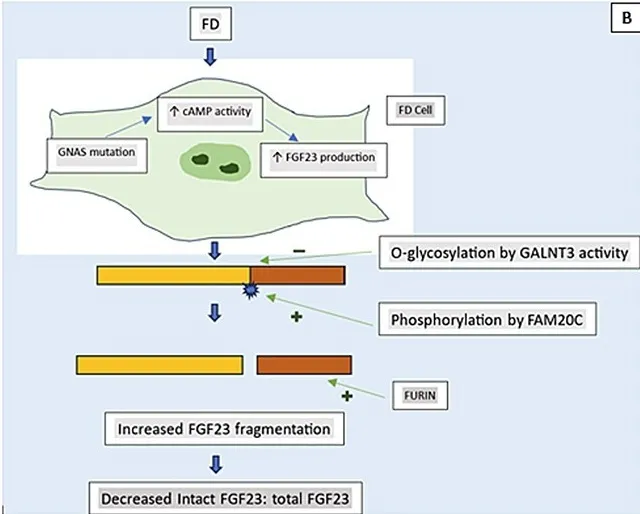 B
FD
↑ cAMP activity
FD Cell
GNAS mutation
↑ FGF23 production
−
O-glycosylation by GALNT3 activity
+
Phosphorylation by FAM20C
+
FURIN
Increased FGF23 fragmentation
Decreased Intact FGF23: total FGF23